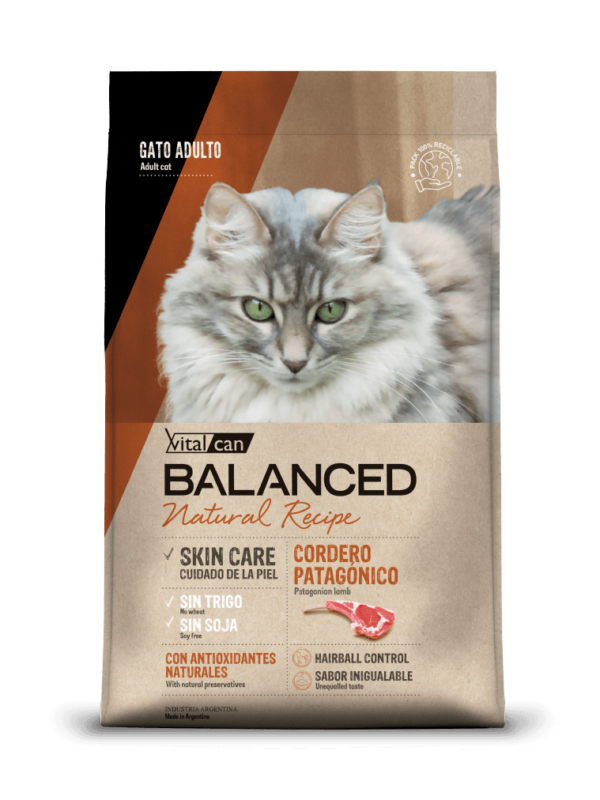 GATO ADULTO
Adult cat
PACK 100% RECICLABLE
Vital can
BALANCED
Natural Recipe
SKIN CARE
CUIDADO DE LA PIEL
SIN TRIGO
No wheat
SIN SOJA
Soy free
CON ANTIOXIDANTES
NATURALES
With natural preservatives
CORDERO
PATAGÓNICO
Patagonian lamb
HAIRBALL CONTROL
SABOR INIGUALABLE
Unequalled taste
INDUSTRIA ARGENTINA
Made in Argentina